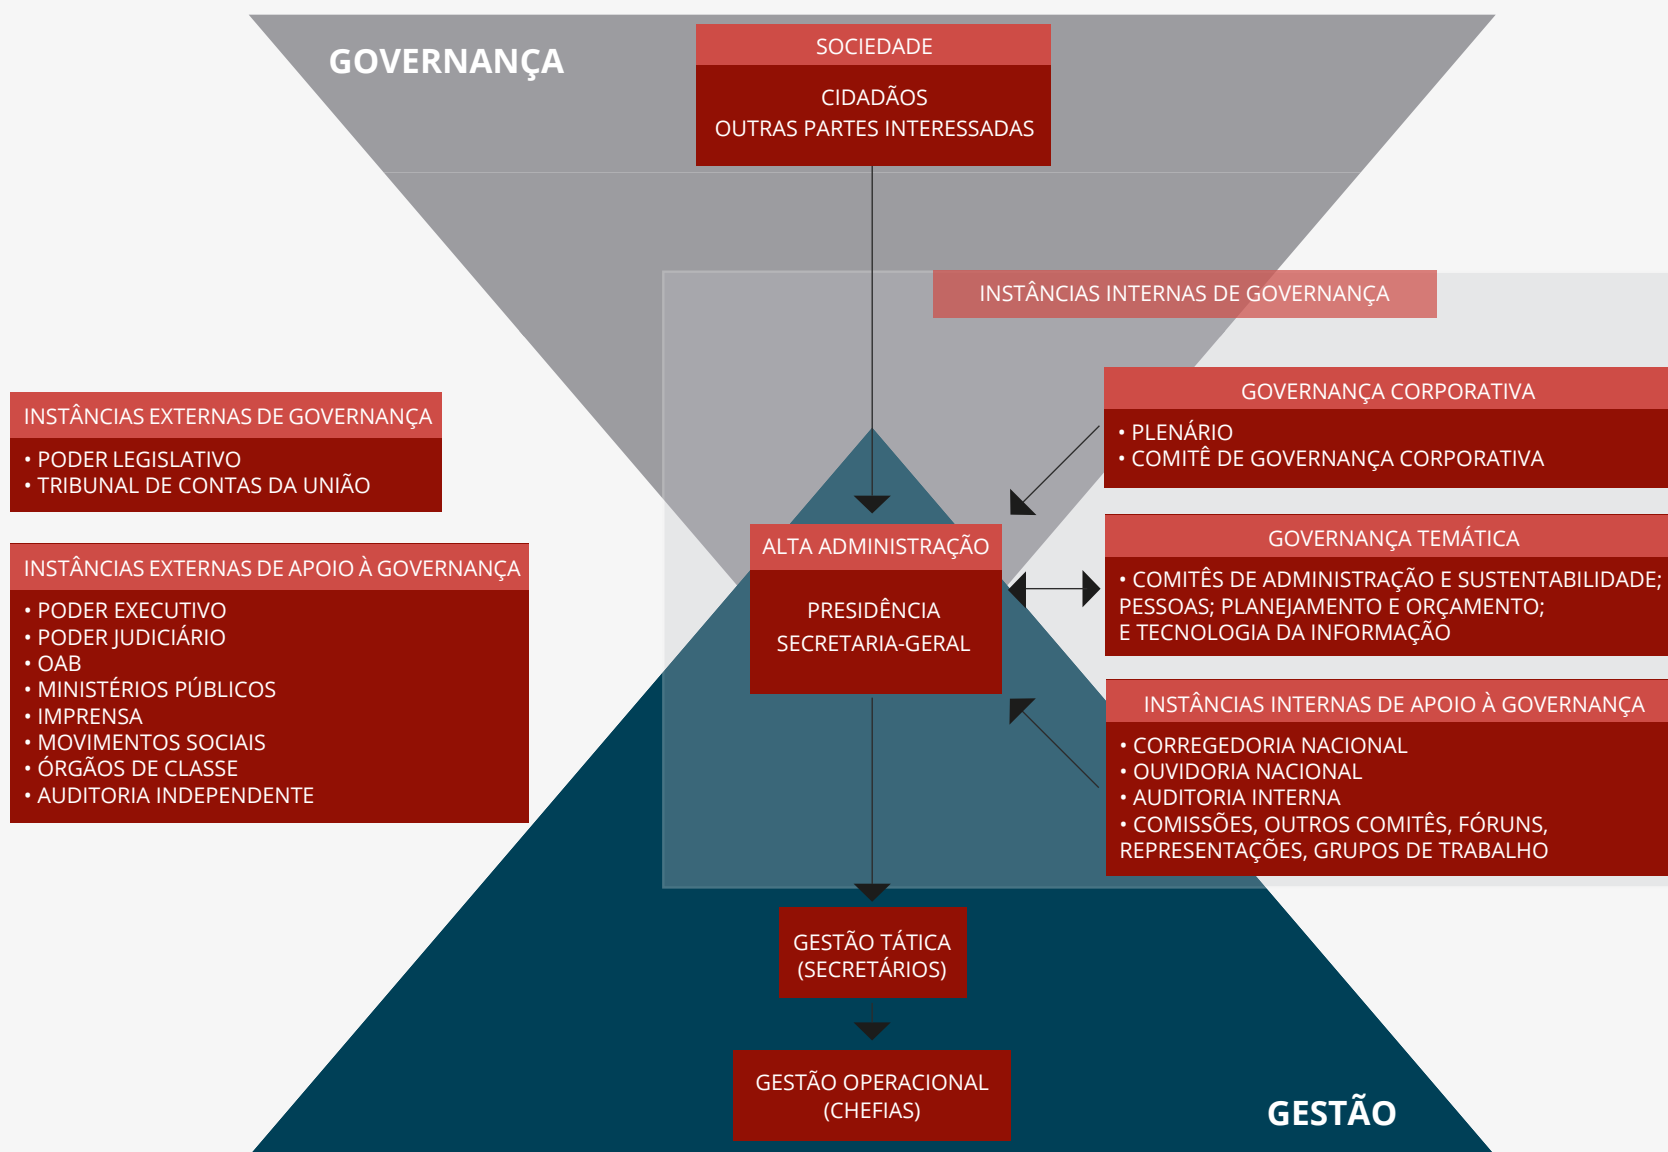 GOVERNANÇA
SOCIEDADE
CIDADÃOS
OUTRAS PARTES INTERESSADAS
INSTÂNCIAS INTERNAS DE GOVERNANÇA
INSTÂNCIAS EXTERNAS DE GOVERNANÇA
• PODER LEGISLATIVO
• TRIBUNAL DE CONTAS DA UNIÃO
INSTÂNCIAS EXTERNAS DE APOIO À GOVERNANÇA
• PODER EXECUTIVO
• PODER JUDICIÁRIO
• OAB
• MINISTÉRIOS PÚBLICOS
• IMPRENSA
• MOVIMENTOS SOCIAIS
• ÓRGÃOS DE CLASSE
• AUDITORIA INDEPENDENTE
ALTA ADMINISTRAÇÃO
PRESIDÊNCIA
SECRETARIA-GERAL
GOVERNANÇA CORPORATIVA
• PLENÁRIO
• COMITÊ DE GOVERNANÇA CORPORATIVA
GOVERNANÇA TEMÁTICA
• COMITÊS DE ADMINISTRAÇÃO E SUSTENTABILIDADE;
PESSOAS; PLANEJAMENTO E ORÇAMENTO;
E TECNOLOGIA DA INFORMAÇÃO
INSTÂNCIAS INTERNAS DE APOIO À GOVERNANÇA
• CORREGEDORIA NACIONAL
• OUVIDORIA NACIONAL
• AUDITORIA INTERNA
• COMISSÕES, OUTROS COMITÊS, FÓRUNS,
REPRESENTAÇÕES, GRUPOS DE TRABALHO
GESTÃO TÁTICA
(SECRETÁRIOS)
GESTÃO OPERACIONAL
(CHEFIAS)
GESTÃO